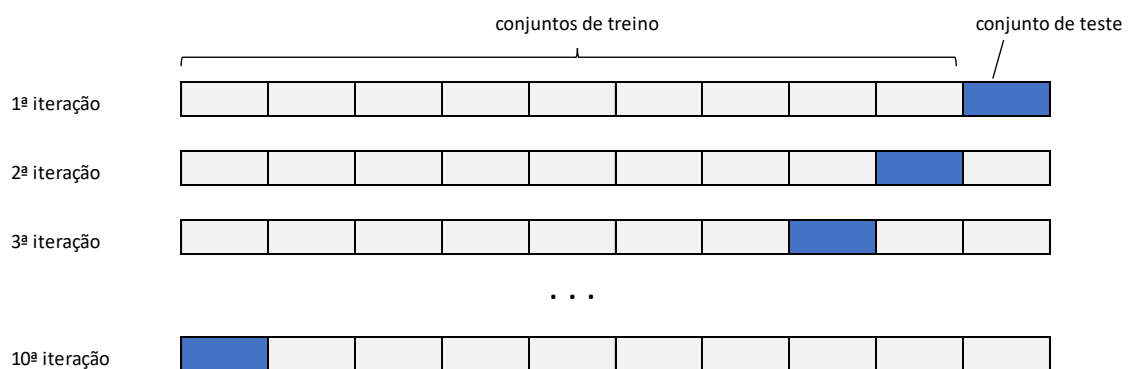 conjuntos de treino
conjunto de teste
1ª iteração
2ª iteração
3ª iteração
. . .
10ª iteração